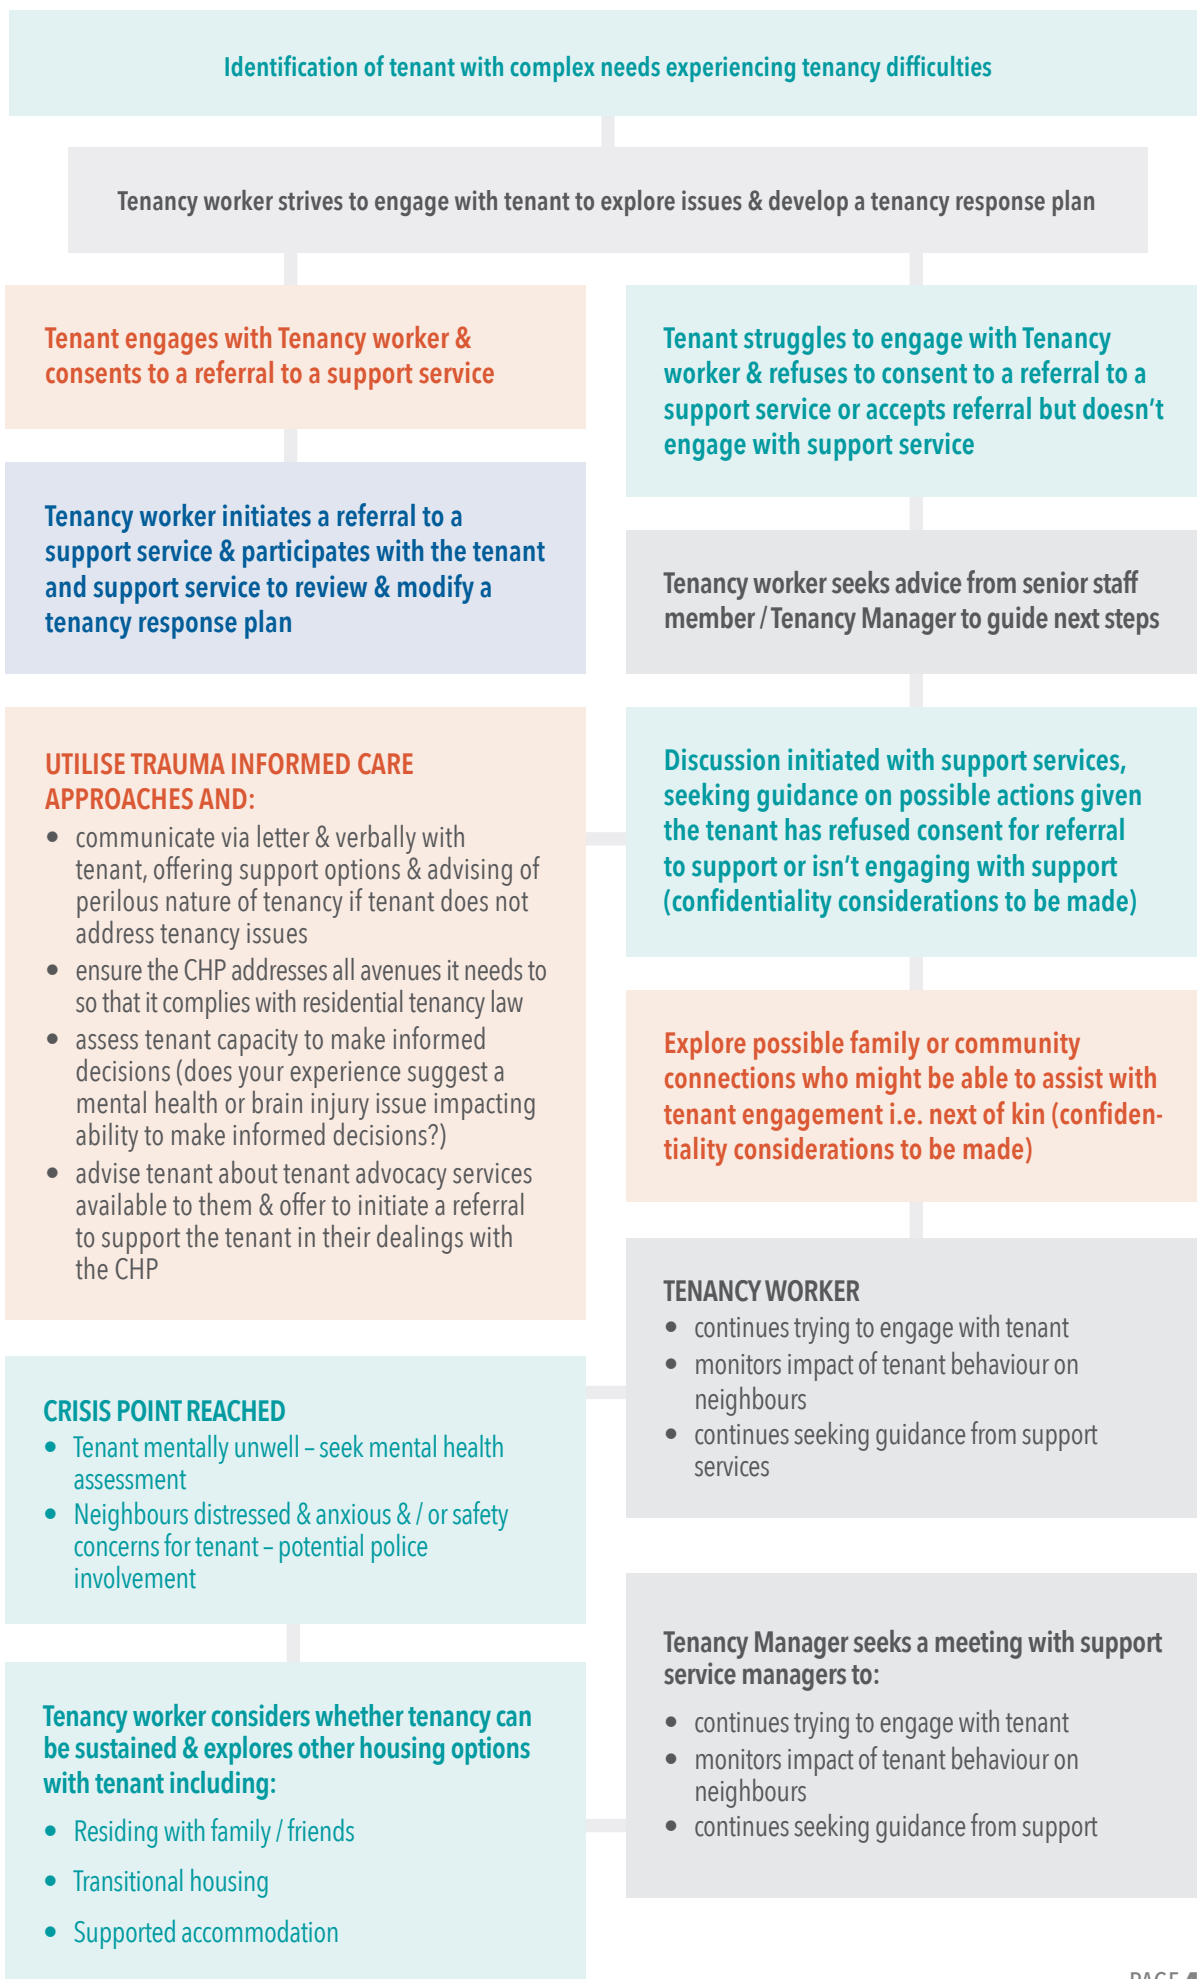 Identification of tenant with complex needs experiencing tenancy difficulties
Tenancy worker strives to engage with tenant to explore issues & develop a tenancy response plan
Tenant engages with Tenancy worker &
consents to a referral to a support service
Tenancy worker initiates a referral to a
support service & participates with the tenant
and support service to review & modify a
tenancy response plan
Tenant struggles to engage with Tenancy
worker & refuses to consent to a referral to a
support service or accepts referral but doesn't
engage with support service
Tenancy worker seeks advice from senior staff
member / Tenancy Manager to guide next steps
Discussion initiated with support services,
seeking guidance on possible actions given
the tenant has refused consent for referral
to support or isn't engaging with support
(confidentiality considerations to be made)
UTILISE TRAUMA INFORMED CARE
APPROACHES AND:
• communicate via letter & verbally with
tenant, offering support options & advising of
perilous nature of tenancy if tenant does not
address tenancy issues
• ensure the CHP addresses all avenues it needs to
so that it complies with residential tenancy law
• assess tenant capacity to make informed
decisions (does your experience suggest a
mental health or brain injury issue impacting
ability to make informed decisions?)
• advise tenant about tenant advocacy services
available to them & offer to initiate a referral
to support the tenant in their dealings with
the CHP
Explore possible family or community
connections who might be able to assist with
tenant engagement i.e. next of kin (confiden-
tiality considerations to be made)
TENANCY WORKER
• continues trying to engage with tenant
• monitors impact of tenant behaviour on
neighbours
• continues seeking guidance from support
services
CRISIS POINT REACHED
• Tenant mentally unwell – seek mental health
assessment
• Neighbours distressed & anxious & / or safety
concerns for tenant – potential police
involvement
Tenancy worker considers whether tenancy can
be sustained & explores other housing options
with tenant including:
• Residing with family / friends
• Transitional housing
• Supported accommodation
Tenancy Manager seeks a meeting with support
service managers to:
• continues trying to engage with tenant
• monitors impact of tenant behaviour on
neighbours
• continues seeking guidance from support
PAGE